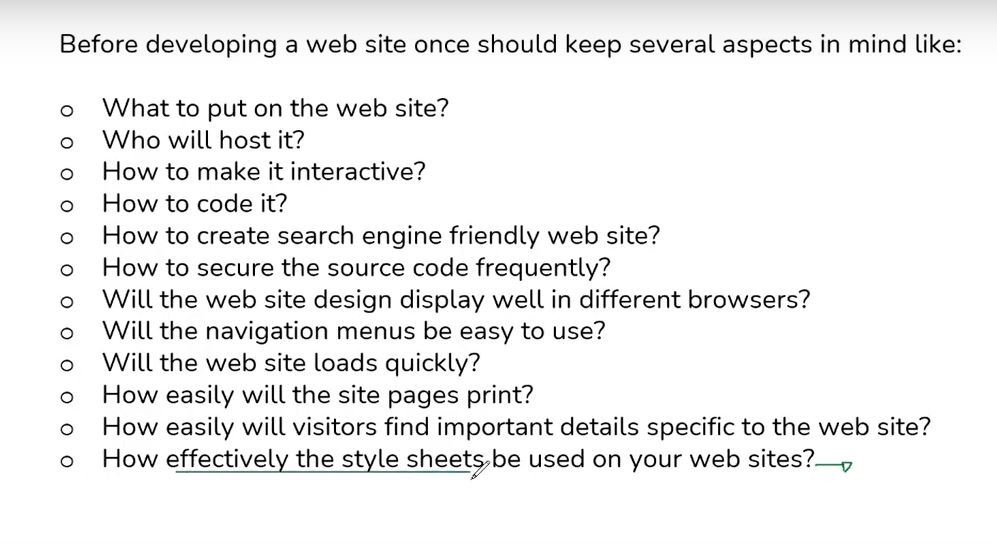 Before developing a web site once should keep several aspects in mind like:
o What to put on the web site?
o Who will host it?
o How to make it interactive?
o How to code it?
o How to create search engine friendly web site?
o How to secure the source code frequently?
o Will the web site design display well in different browsers?
o Will the navigation menus be easy to use?
o Will the web site loads quickly?
o How easily will the site pages print?
o How easily will visitors find important details specific to the web site?
o How effectively the style sheets be used on your web sites?